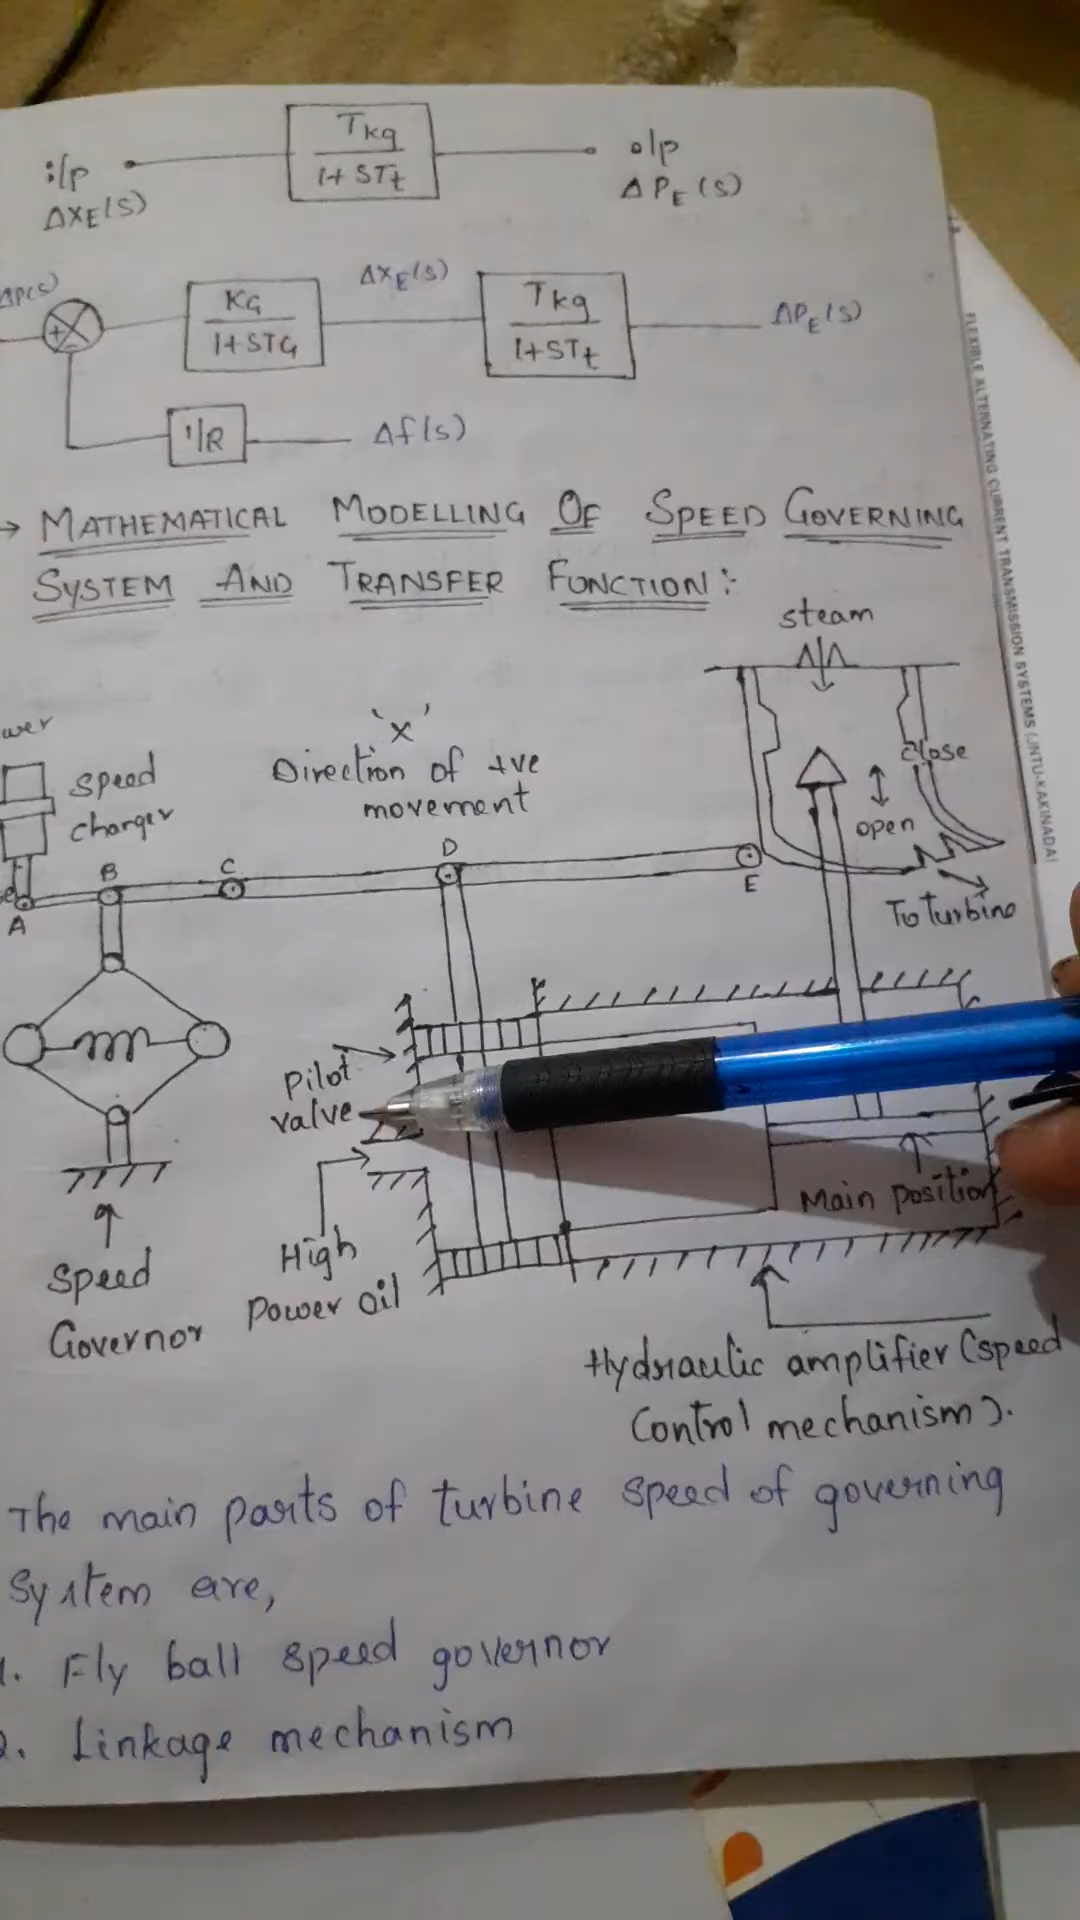 Tkg
1+STt
i/p
ΔXE(S)
o/p
ΔPE(S)
ΔP(S)
KG
1+STG
ΔXE(S)
Tkg
1+STt
ΔPE(S)
+
-
1/R
Δf(S)
→ MATHEMATICAL MODELLING OF SPEED GOVERNING
SYSTEM AND TRANSFER FUNCTION:-
steam
wer
speed
charger
'x'
Direction of +ve
movement
close
open
To turbine
A
B
C
D
E
Pilot
valve
High
Power oil
Speed
Governor
Main position
Hydraulic amplifier (speed
control mechanism).
The main parts of turbine speed of governing
System are,
1. Fly ball speed governor
2. Linkage mechanism
FLEXIBLE ALTERNATING CURRENT TRANSMISSION SYSTEMS (JNTU-KAKINADA)